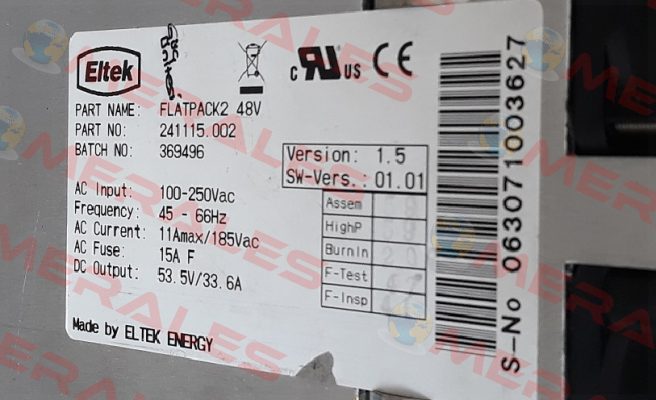 Eltek
c RU US CE
PART NAME: FLATPACK2 48V
PART NO: 241115.002
BATCH NO: 369496
Version: 1.5
SW-Vers.: 01.01
AC Input: 100-250Vac
Frequency: 45 - 66Hz
AC Current: 11Amax/185Vac
AC Fuse: 15A F
DC Output: 53.5V/33.6A
Assem
HighP
BurnIn
F-Test
F-Insp
Made by ELTEK ENERGY
S-No 063071003627
MERALES